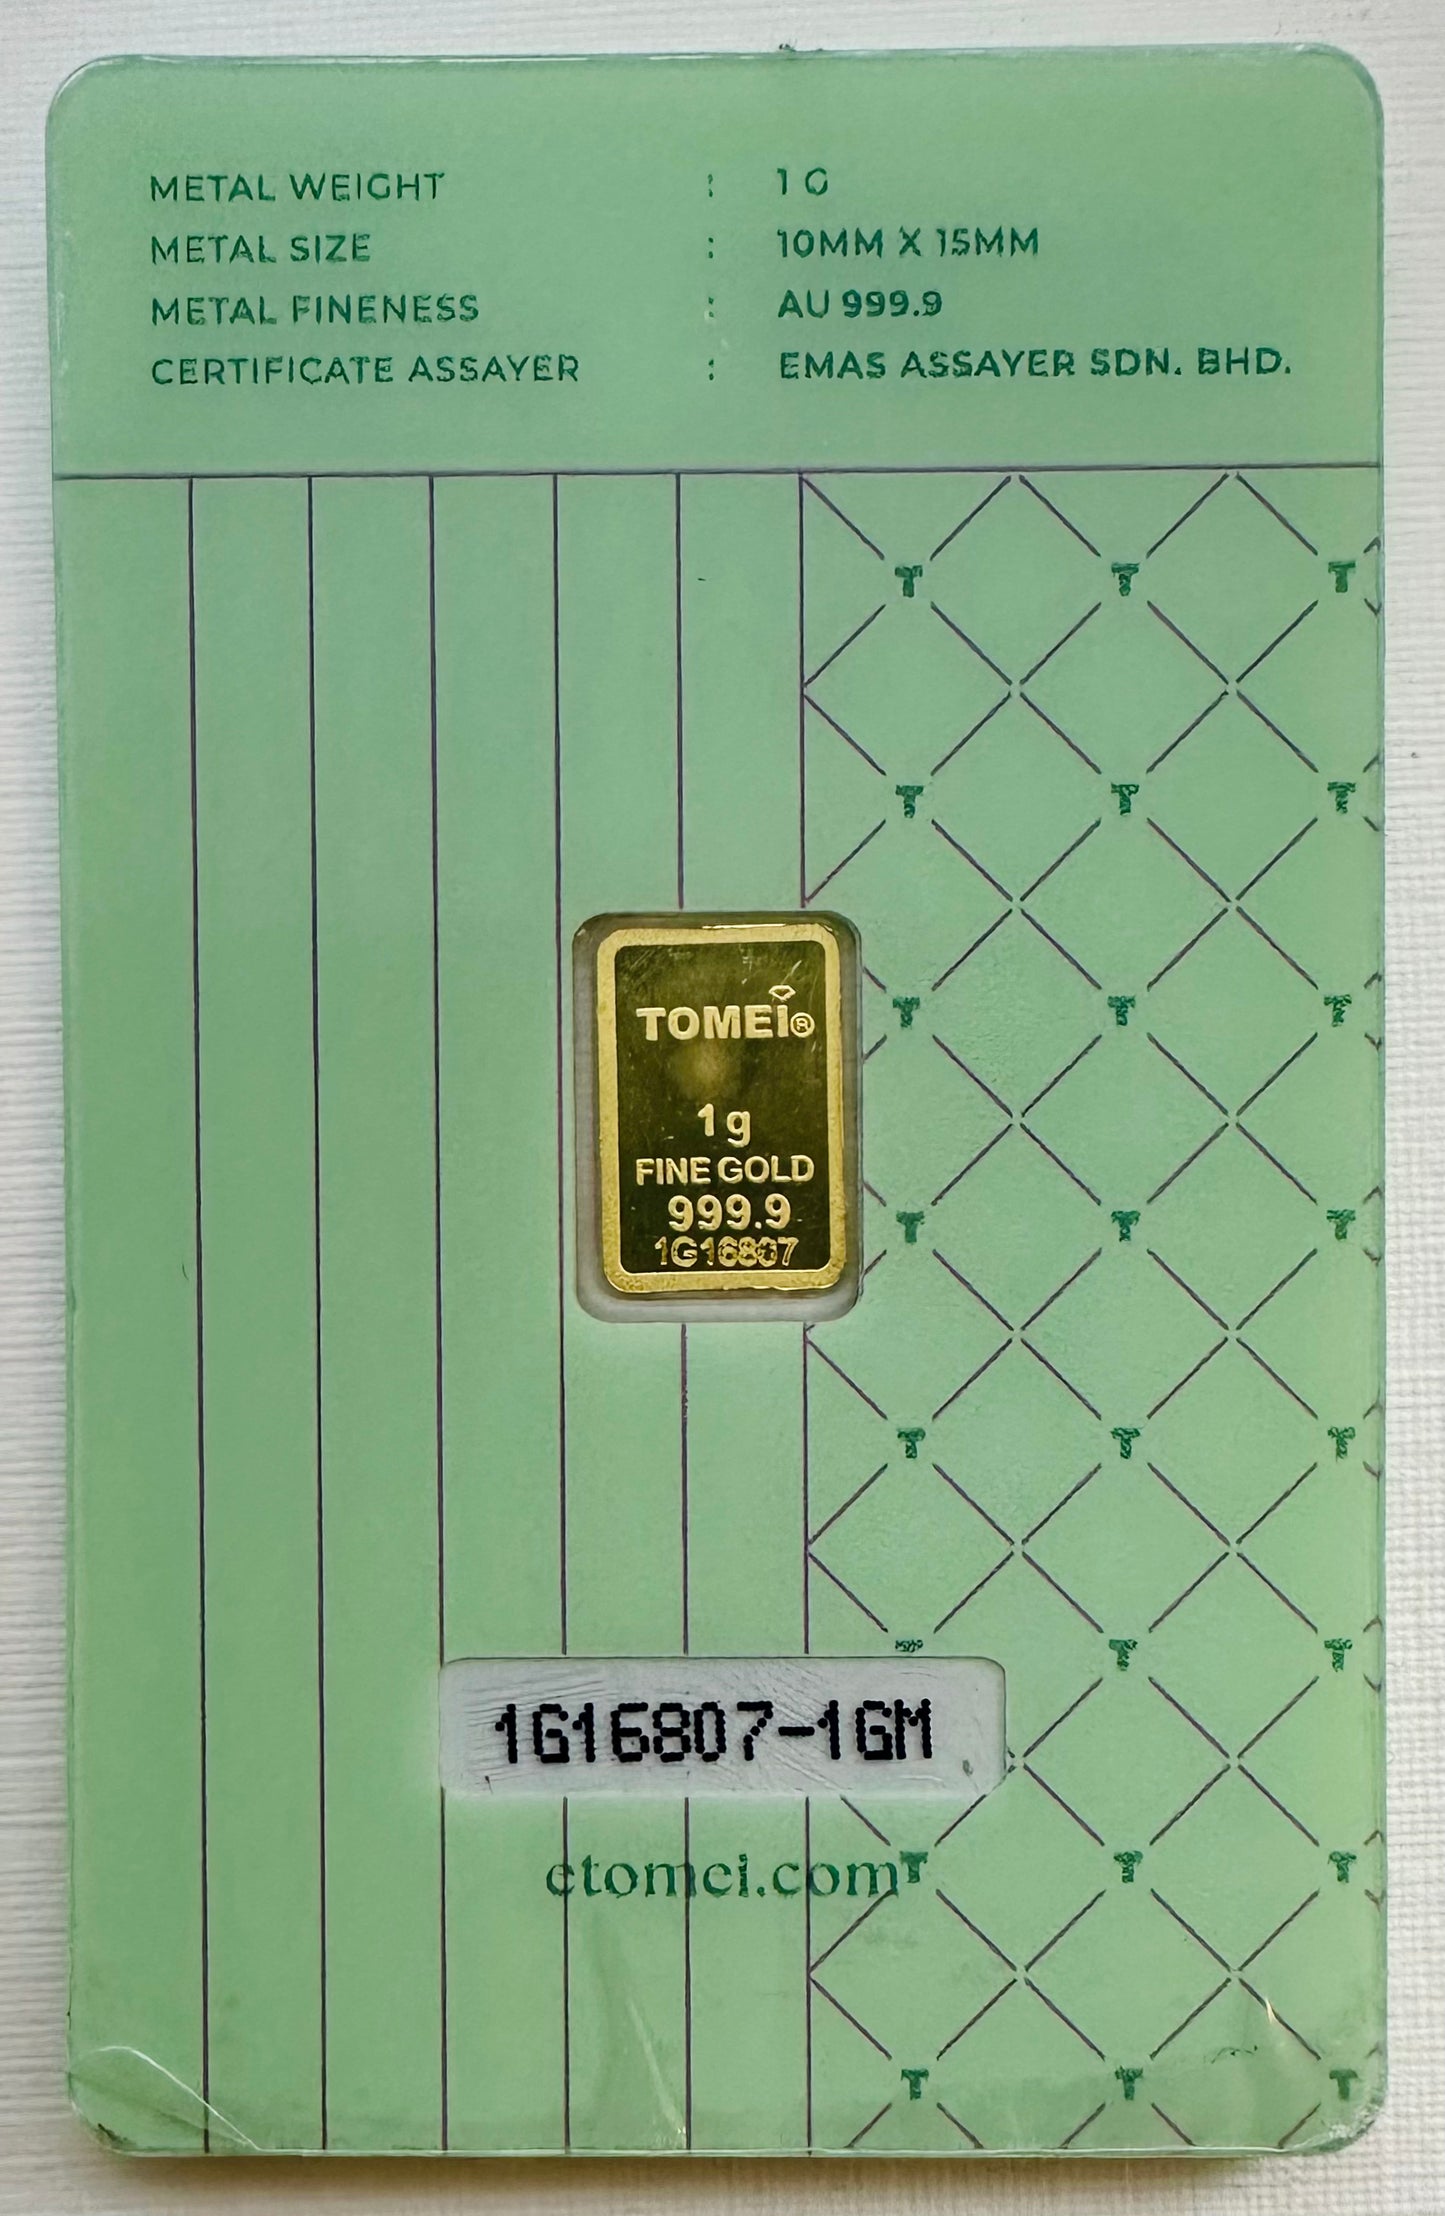 METAL WEIGHT : 1 G
METAL SIZE : 10MM X 15MM
METAL FINENESS : AU 999.9
CERTIFICATE ASSAYER : EMAS ASSAYER SDN. BHD.
TOMEI®
1g
FINE GOLD
999.9
1G16807
1G16807-1GM
etomei.com